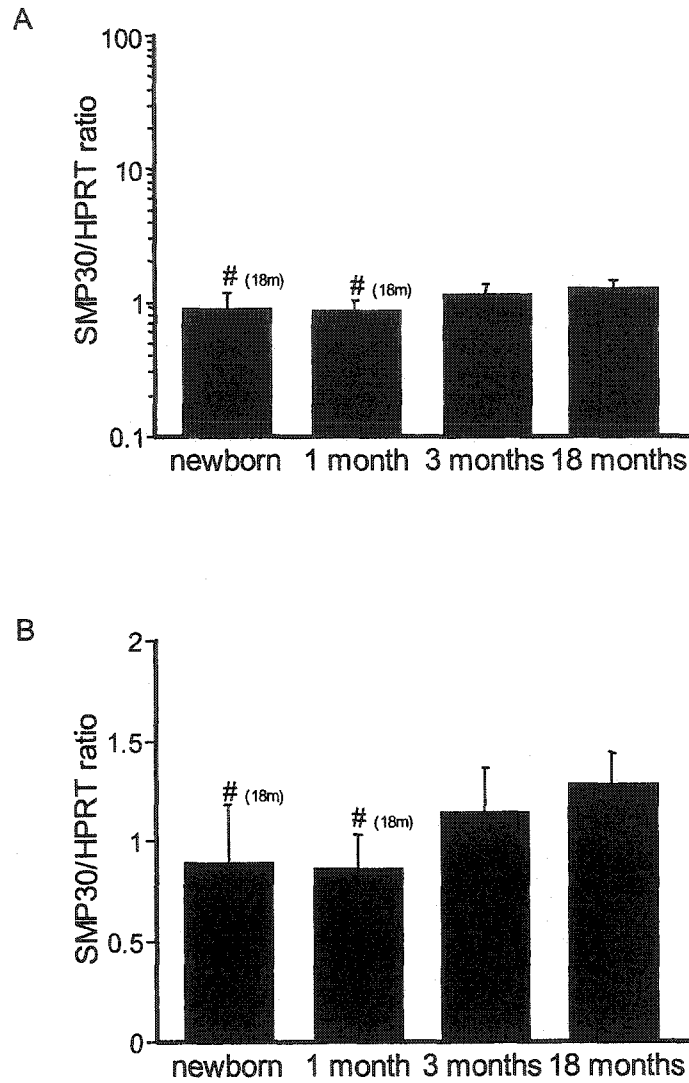 A
SMP30/HPRT ratio
100
10
1
0.1
# (18m)
# (18m)
newborn
1 month
3 months
18 months
B
SMP30/HPRT ratio
2
1.5
1
0.5
0
# (18m)
# (18m)
newborn
1 month
3 months
18 months